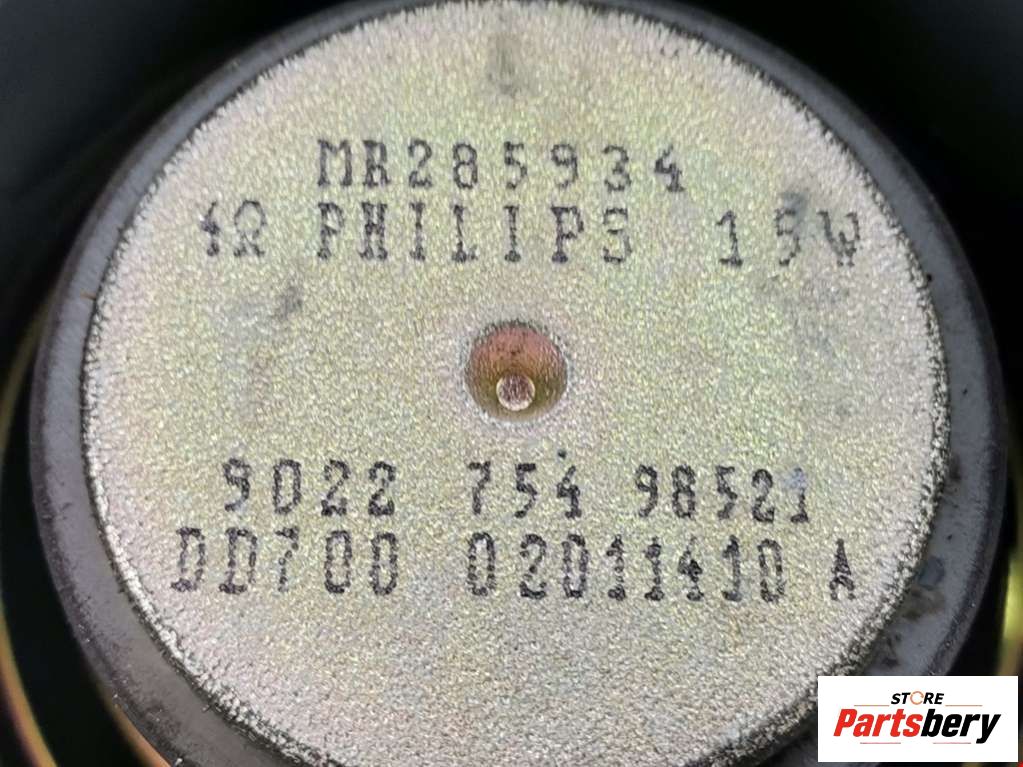 MR285934
4Ω PHILIPS 15W
9022 754 98521
DD700 02011410 A
STORE
Partsbery